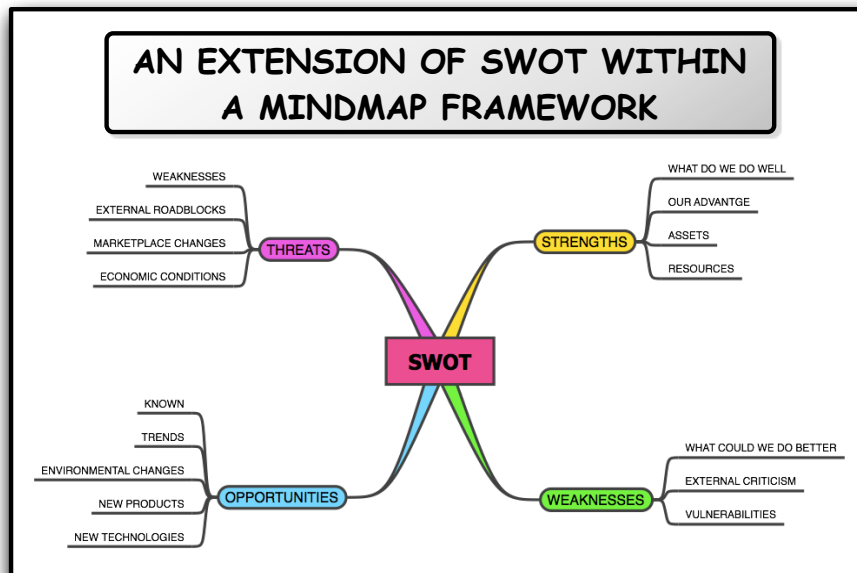 AN EXTENSION OF SWOT WITHIN
A MINDMAP FRAMEWORK
WEAKNESSES
EXTERNAL ROADBLOCKS
MARKETPLACE CHANGES
ECONOMIC CONDITIONS
THREATS
STRENGTHS
WHAT DO WE DO WELL
OUR ADVANTGE
ASSETS
RESOURCES
SWOT
KNOWN
TRENDS
ENVIRONMENTAL CHANGES
NEW PRODUCTS
NEW TECHNOLOGIES
OPPORTUNITIES
WEAKNESSES
WHAT COULD WE DO BETTER
EXTERNAL CRITICISM
VULNERABILITIES